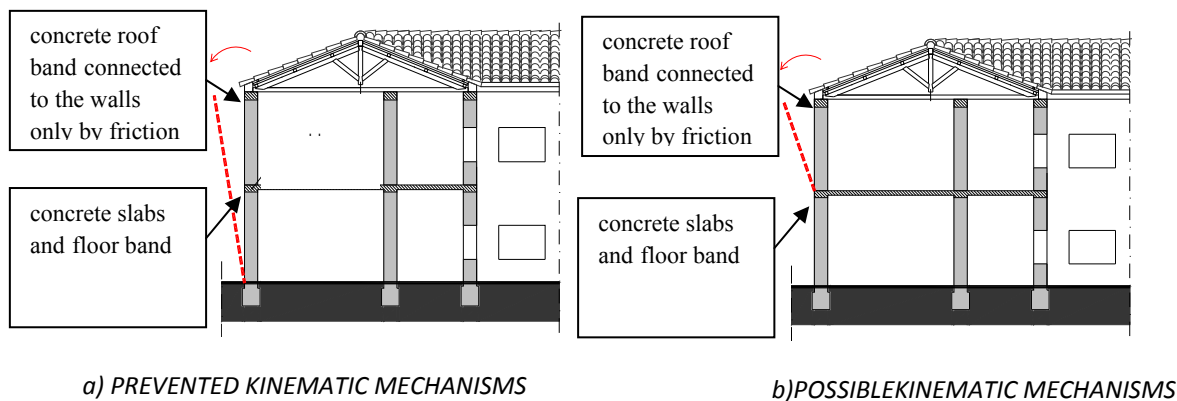 concrete roof
band connected
to the walls
only by friction
concrete slabs
and floor band
a) PREVENTED KINEMATIC MECHANISMS
concrete roof
band connected
to the walls
only by friction
concrete slabs
and floor band
b)POSSIBLEKINEMATIC MECHANISMS